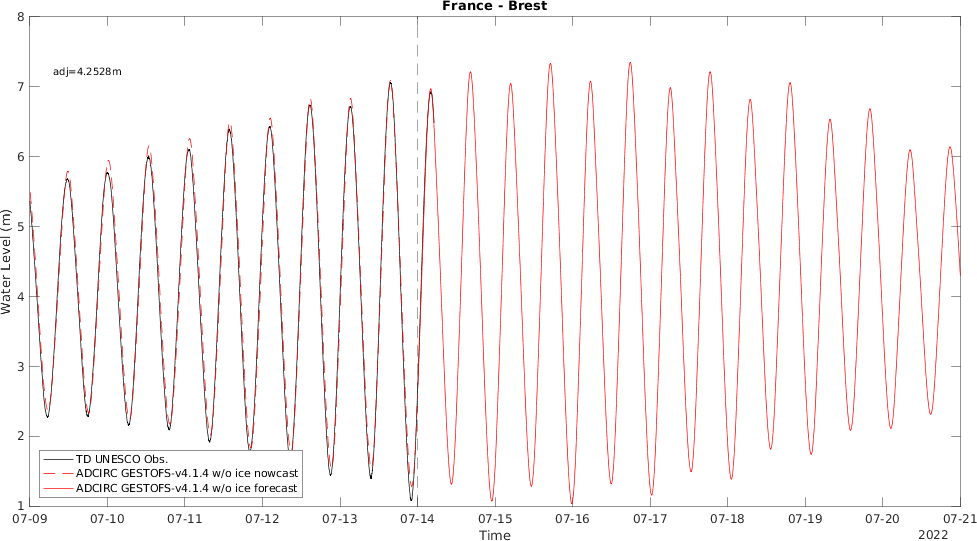 France - Brest
adj=4.2528m
Water Level (m)
8
7
6
5
4
3
2
1
TD UNESCO Obs.
ADCIRC GESTOFS-v4.1.4 w/o ice nowcast
ADCIRC GESTOFS-v4.1.4 w/o ice forecast
07-09 07-10 07-11 07-12 07-13 07-14 07-15 07-16 07-17 07-18 07-19 07-20 07-21
Time
2022